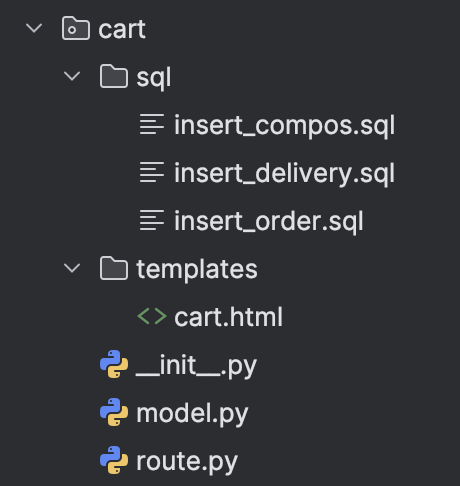 cart
sql
insert_compos.sql
insert_delivery.sql
insert_order.sql
templates
cart.html
__init__.py
model.py
route.py